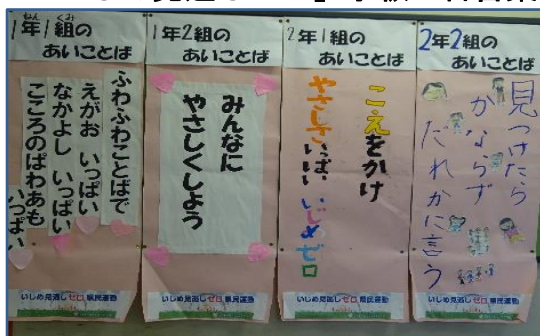 1年1組の
あいことば
ふわふわことばで
えがお いっぱい
なかよし いっぱい
こころのぱわあも
いっぱい
いじめ見逃しゼロ県民運動
1年2組の
あいことば
みんなに
やさしくしよう
いじめ見逃しゼロ県民運動
2年1組の
あいことば
こえをかけ
やさしさいっぱい いじめゼロ
いじめ見逃しゼロ県民運動
2年2組の
あいことば
見つけたら
かならず
だれかに言う
いじめ見逃しゼロ県民運動